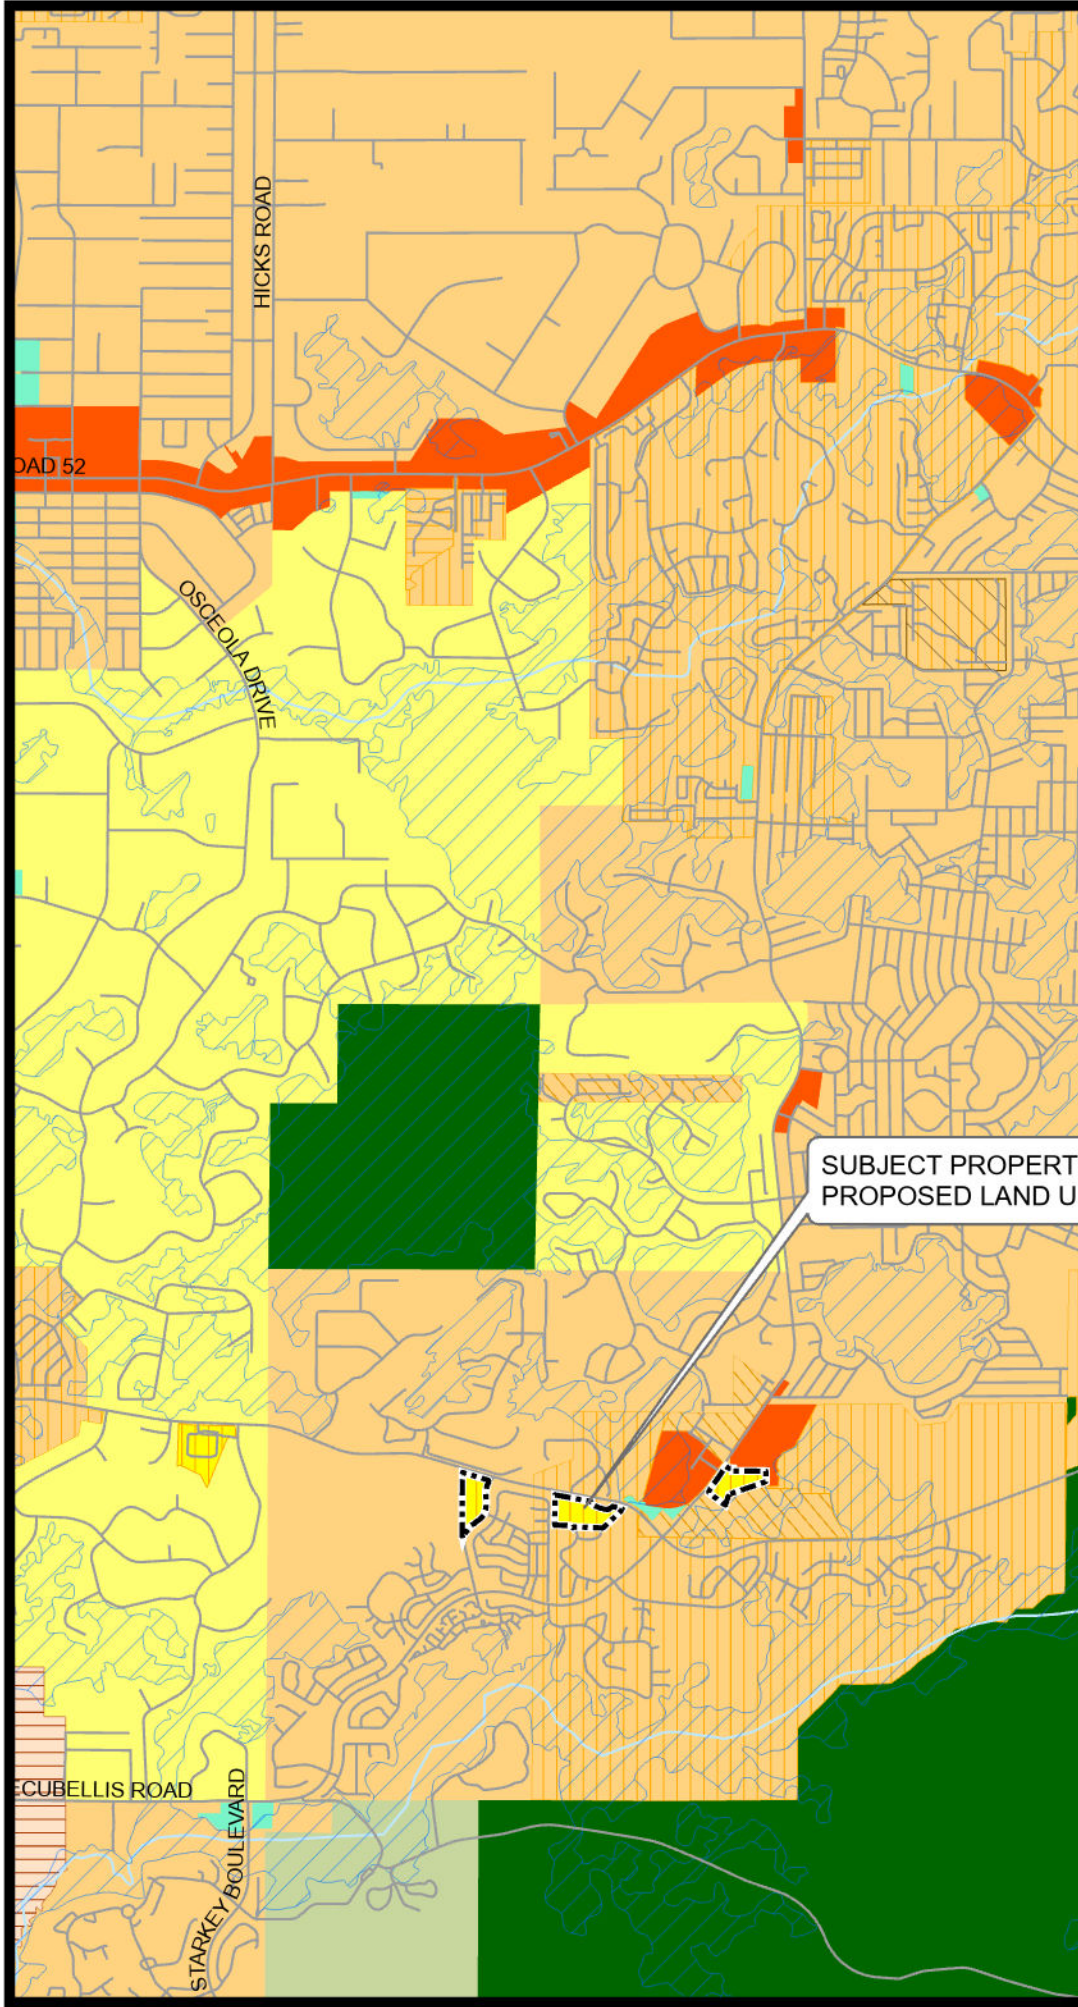 HICKS ROAD
OAD 52
OSCEOLA DRIVE
SUBJECT PROPERT
PROPOSED LAND U
ECUBELLIS ROAD
STARKEY BOULEVARD